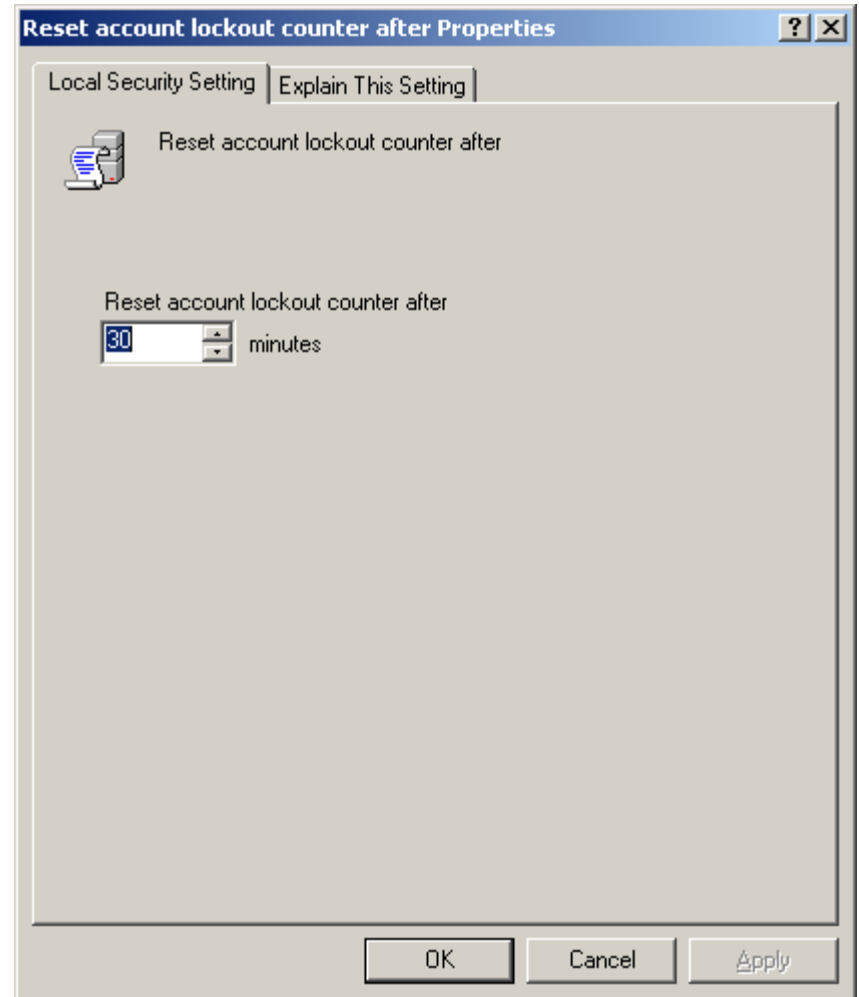 Reset account lockout counter after Properties
Local Security Setting
Explain This Setting
Reset account lockout counter after
Reset account lockout counter after
30 minutes
OK Cancel Apply